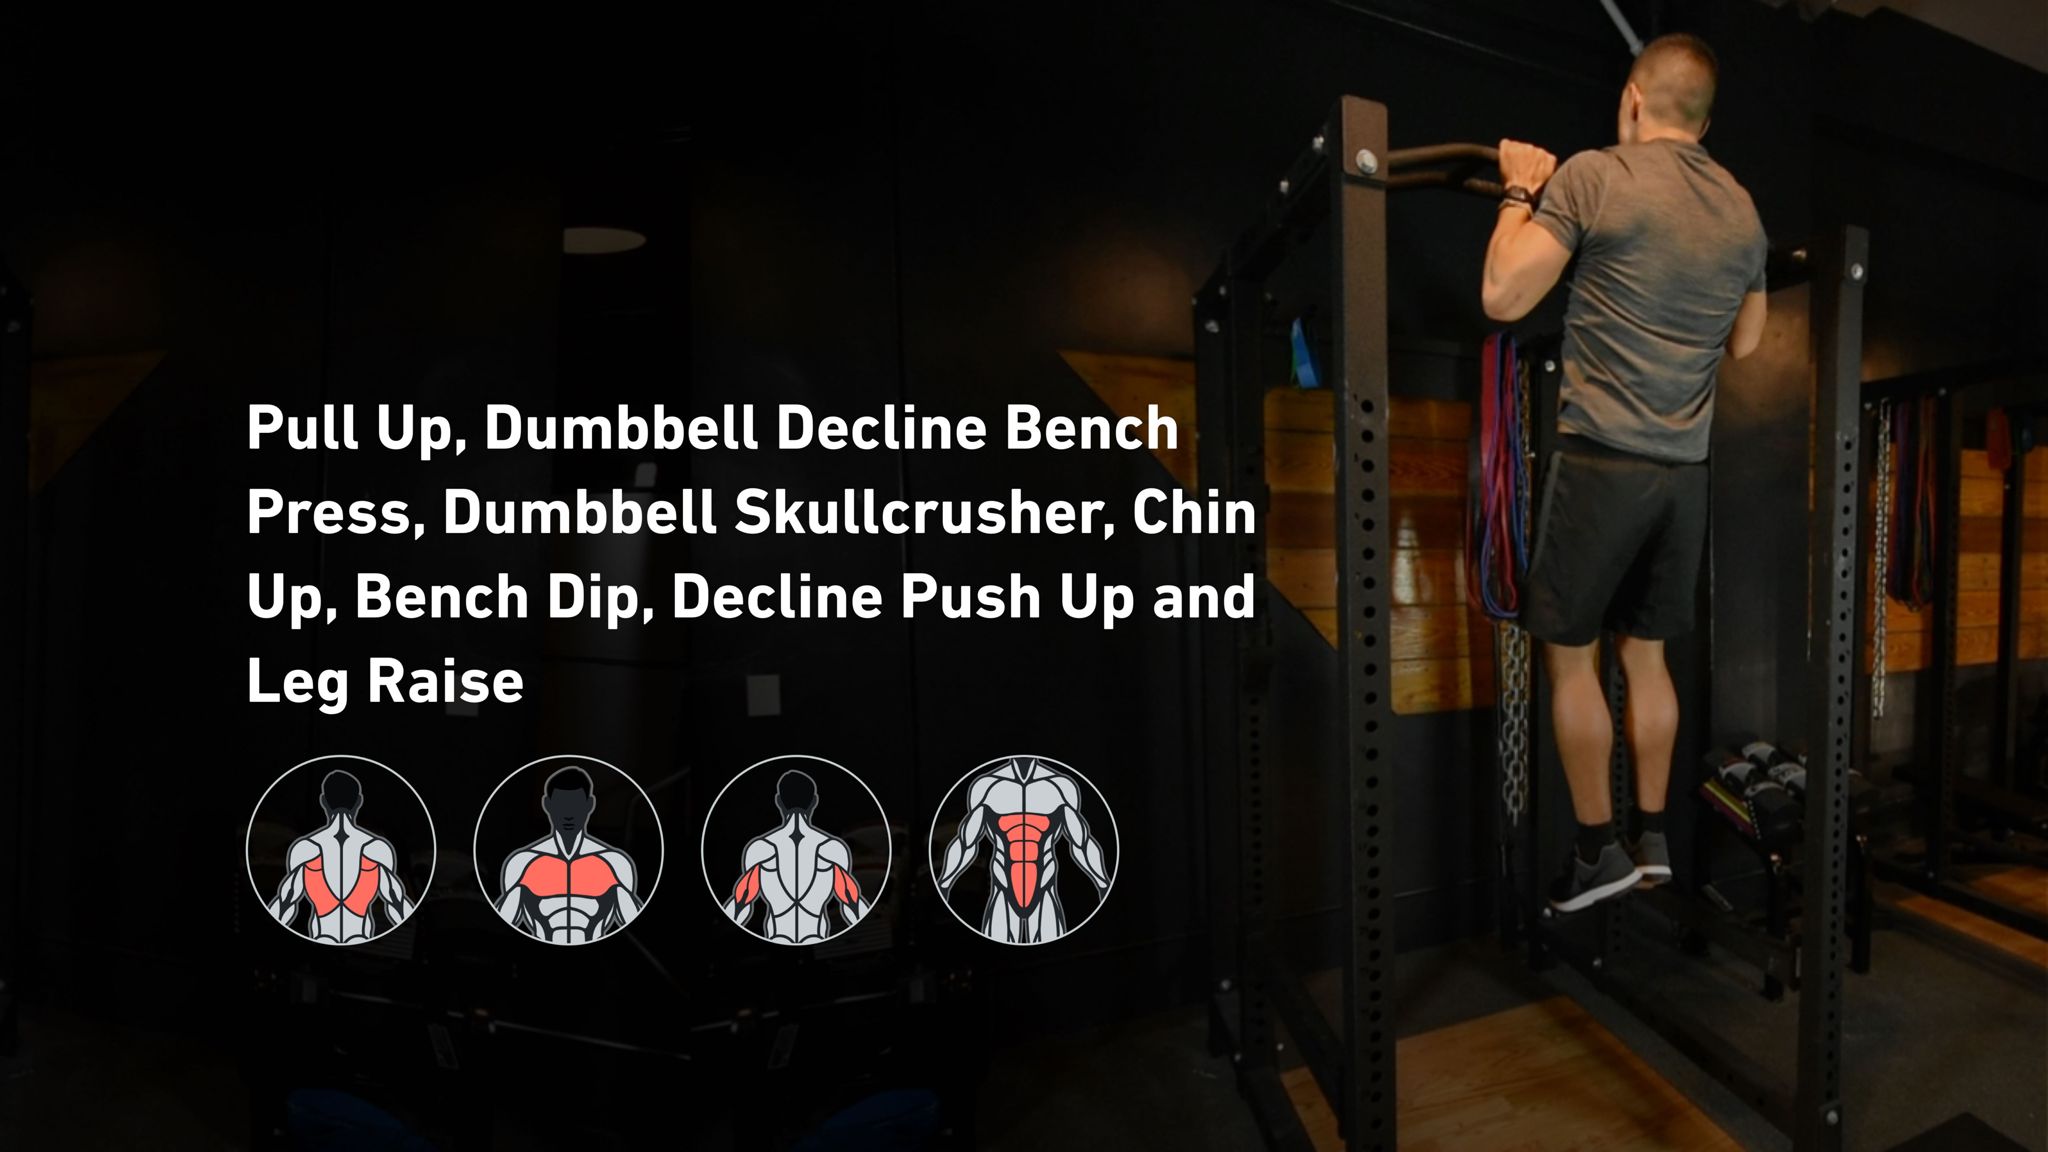 Pull Up, Dumbbell Decline Bench
Press, Dumbbell Skullcrusher, Chin
Up, Bench Dip, Decline Push Up and
Leg Raise